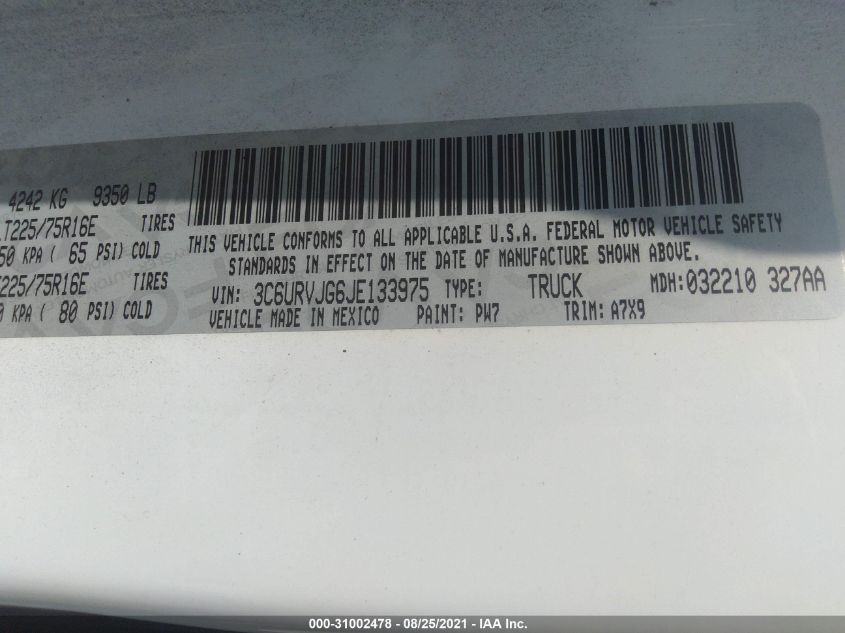 4242 KG 9350 LB
LT225/75R16E TIRES
50 KPA ( 65 PSI) COLD
225/75R16E TIRES
0 KPA ( 80 PSI) COLD
THIS VEHICLE CONFORMS TO ALL APPLICABLE U.S.A. FEDERAL MOTOR VEHICLE SAFETY
STANDARDS IN EFFECT ON THE DATE OF MANUFACTURE SHOWN ABOVE.
VIN: 3C6URVJG6JE133975 TYPE: TRUCK MDH: 032210 327AA
VEHICLE MADE IN MEXICO PAINT: PW7 TRIM: A7X9
000-31002478 - 08/25/2021 - IAA Inc.